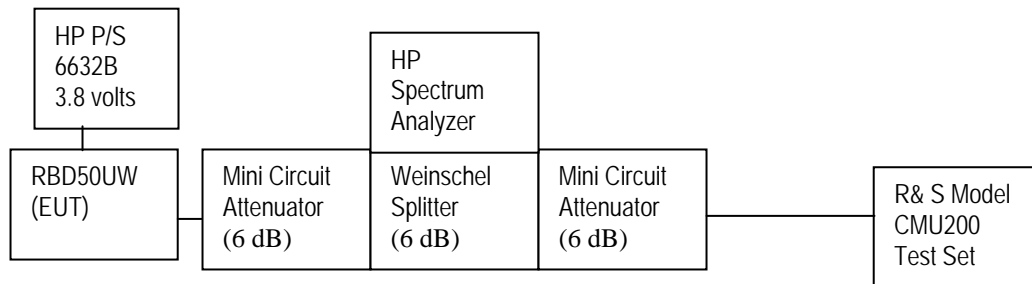 HP P/S
6632B
3.8 volts
HP
Spectrum
Analyzer
RBD50UW
(EUT)
Mini Circuit
Attenuator
(6 dB)
Weinschel
Splitter
(6 dB)
Mini Circuit
Attenuator
(6 dB)
R& S Model
CMU200
Test Set